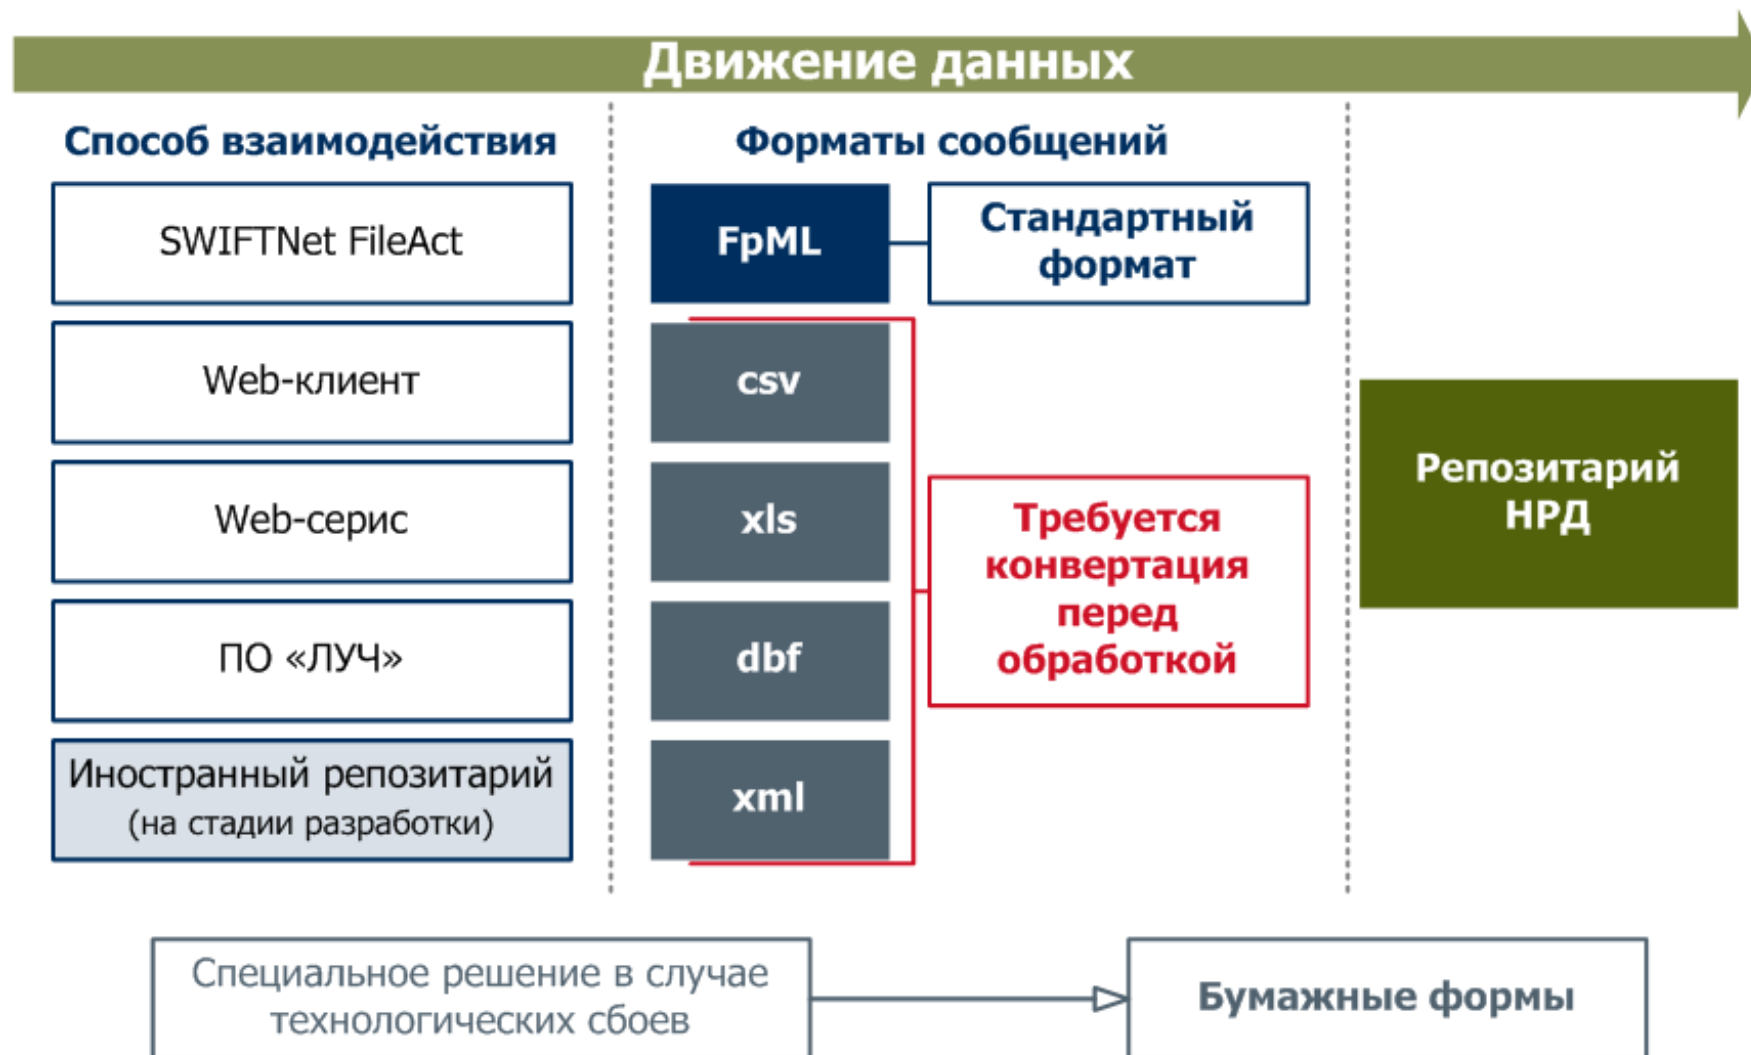 Движение данных
Способ взаимодействия
Форматы сообщений
SWIFTNet FileAct
FpML
Стандартный
формат
Web-клиент
csv
Web-серис
xls
Требуется
конвертация
перед
обработкой
Репозитарий
НРД
ПО «ЛУЧ»
dbf
Иностранный репозитарий
(на стадии разработки)
xml
Специальное решение в случае
технологических сбоев
Бумажные формы